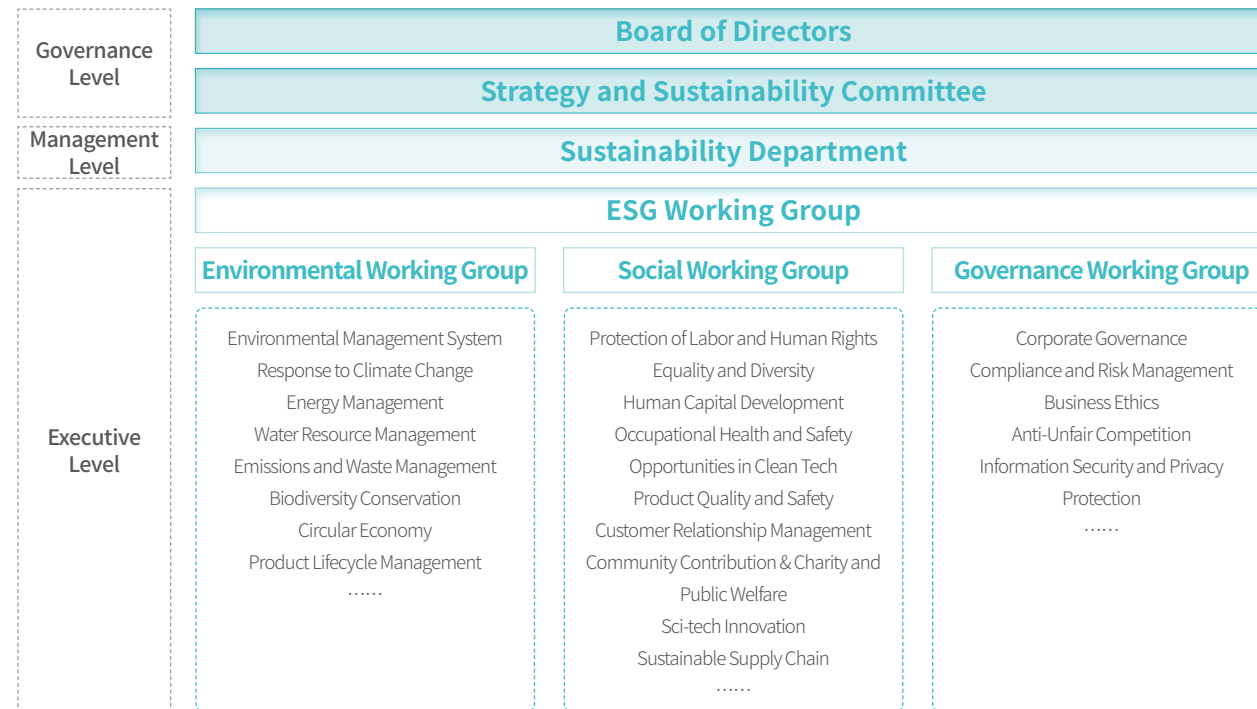 Governance
Level
Board of Directors
Strategy and Sustainability Committee
Management
Level
Sustainability Department
Executive
Level
ESG Working Group
Environmental Working Group
Environmental Management System
Response to Climate Change
Energy Management
Water Resource Management
Emissions and Waste Management
Biodiversity Conservation
Circular Economy
Product Lifecycle Management
……
Social Working Group
Protection of Labor and Human Rights
Equality and Diversity
Human Capital Development
Occupational Health and Safety
Opportunities in Clean Tech
Product Quality and Safety
Customer Relationship Management
Community Contribution & Charity and
Public Welfare
Sci-tech Innovation
Sustainable Supply Chain
……
Governance Working Group
Corporate Governance
Compliance and Risk Management
Business Ethics
Anti-Unfair Competition
Information Security and Privacy
Protection
……